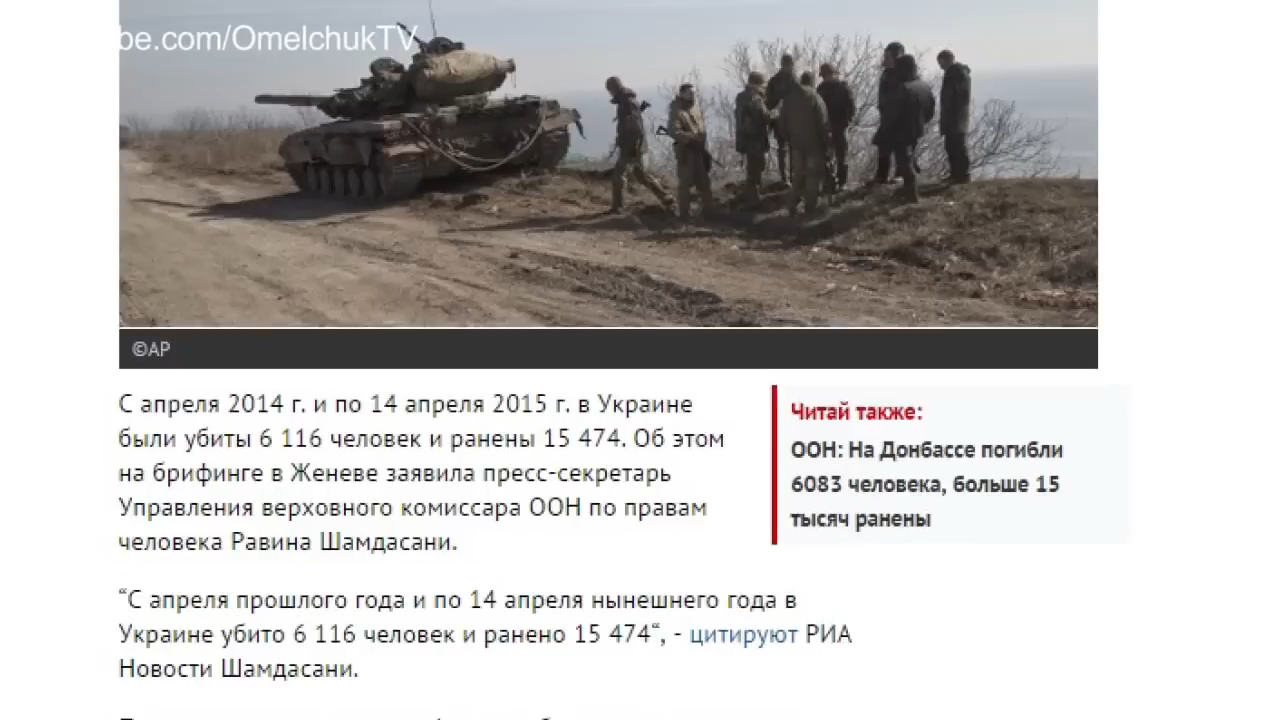 be.com/OmelchukTV
©AP
С апреля 2014 г. и по 14 апреля 2015 г. в Украине
были убиты 6 116 человек и ранены 15 474. Об этом
на брифинге в Женеве заявила пресс-секретарь
Управления верховного комиссара ООН по правам
человека Равина Шамдасани.
Читай также:
ООН: На Донбассе погибли
6083 человека, больше 15
тысяч ранены
“С апреля прошлого года и по 14 апреля нынешнего года в
Украине убито 6 116 человек и ранено 15 474“, - цитируют РИА
Новости Шамдасани.